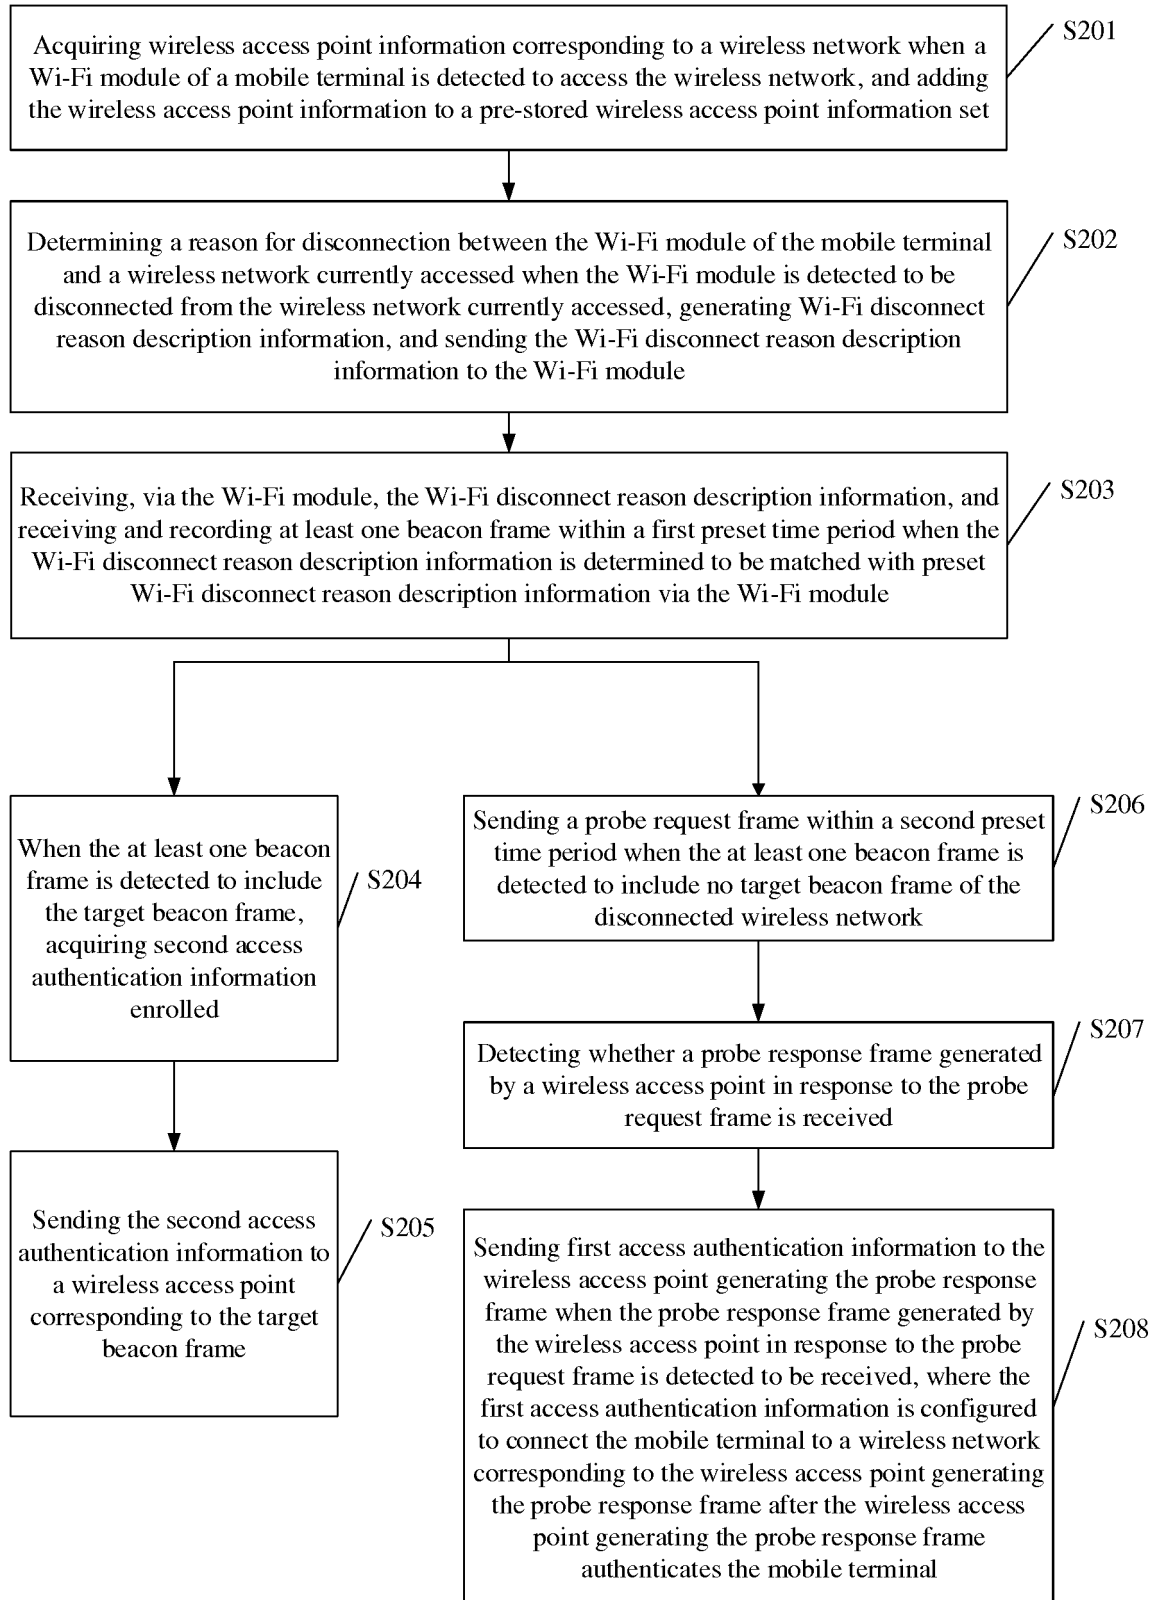 Acquiring wireless access point information corresponding to a wireless network when a
Wi-Fi module of a mobile terminal is detected to access the wireless network, and adding
the wireless access point information to a pre-stored wireless access point information set
S201
Determining a reason for disconnection between the Wi-Fi module of the mobile terminal
and a wireless network currently accessed when the Wi-Fi module is detected to be
disconnected from the wireless network currently accessed, generating Wi-Fi disconnect
reason description information, and sending the Wi-Fi disconnect reason description
information to the Wi-Fi module
S202
Receiving, via the Wi-Fi module, the Wi-Fi disconnect reason description information, and
receiving and recording at least one beacon frame within a first preset time period when the
Wi-Fi disconnect reason description information is determined to be matched with preset
Wi-Fi disconnect reason description information via the Wi-Fi module
S203
When the at least one beacon
frame is detected to include
the target beacon frame,
acquiring second access
authentication information
enrolled
S204
Sending the second access
authentication information to
a wireless access point
corresponding to the target
beacon frame
S205
Sending a probe request frame within a second preset
time period when the at least one beacon frame is
detected to include no target beacon frame of the
disconnected wireless network
S206
Detecting whether a probe response frame generated
by a wireless access point in response to the probe
request frame is received
S207
Sending first access authentication information to the
wireless access point generating the probe response
frame when the probe response frame generated by
the wireless access point in response to the probe
request frame is detected to be received, where the
first access authentication information is configured
to connect the mobile terminal to a wireless network
corresponding to the wireless access point generating
the probe response frame after the wireless access
point generating the probe response frame
authenticates the mobile terminal
S208